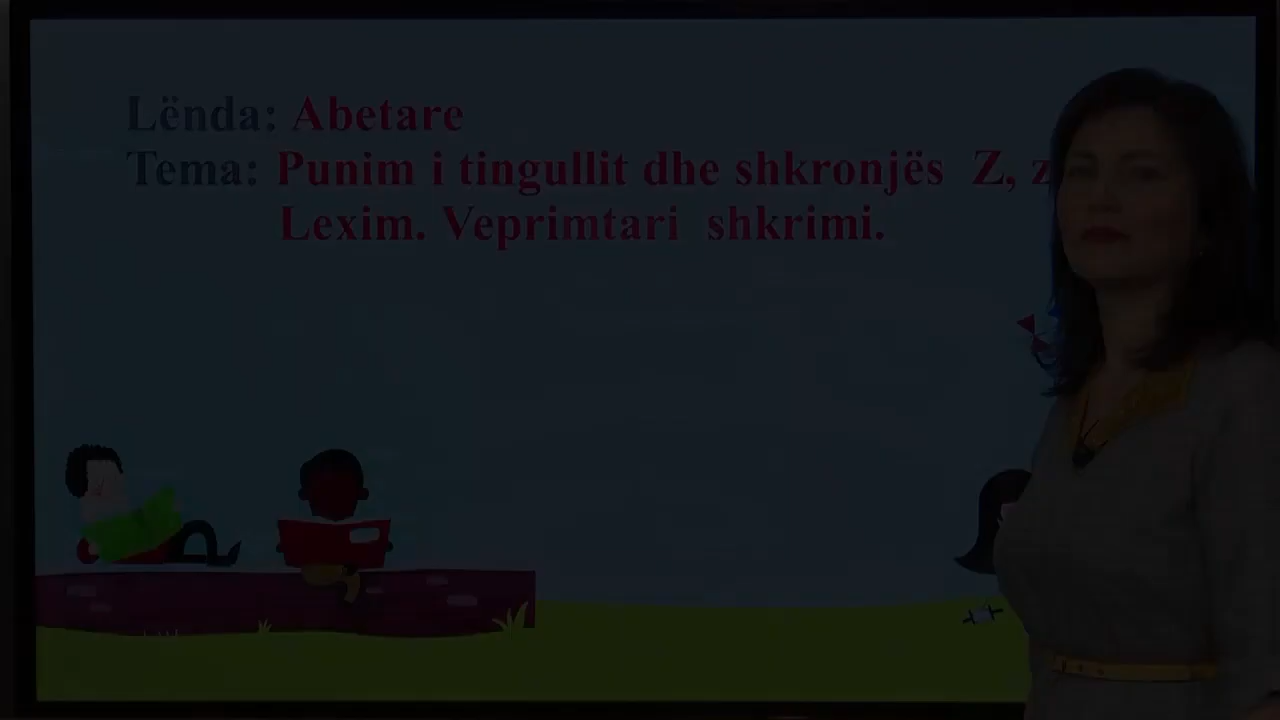 Lënda: Abetare
Tema: Punim i tingullit dhe shkronjës Z, z
Lexim. Veprimtari shkrimi.